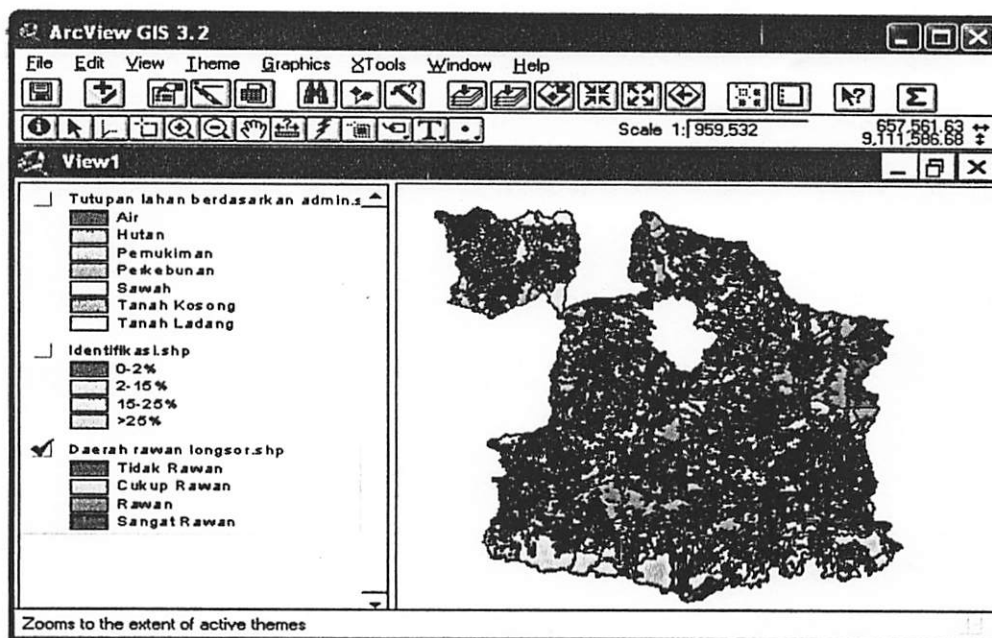 ArcView GIS 3.2
File Edit View Theme Graphics XTools Window Help
Scale 1: 959,532
657,561.63
9,111,586.68
View1
Tutupan lahan berdasarkan admin.s
Air
Hutan
Pemukiman
Perkebunan
Sawah
Tanah Kosong
Tanah Ladang
Identifikasi.shp
0-2%
2-15%
15-25%
>25%
Daerah rawan longsor.shp
Tidak Rawan
Cukup Rawan
Rawan
Sangat Rawan
Zooms to the extent of active themes